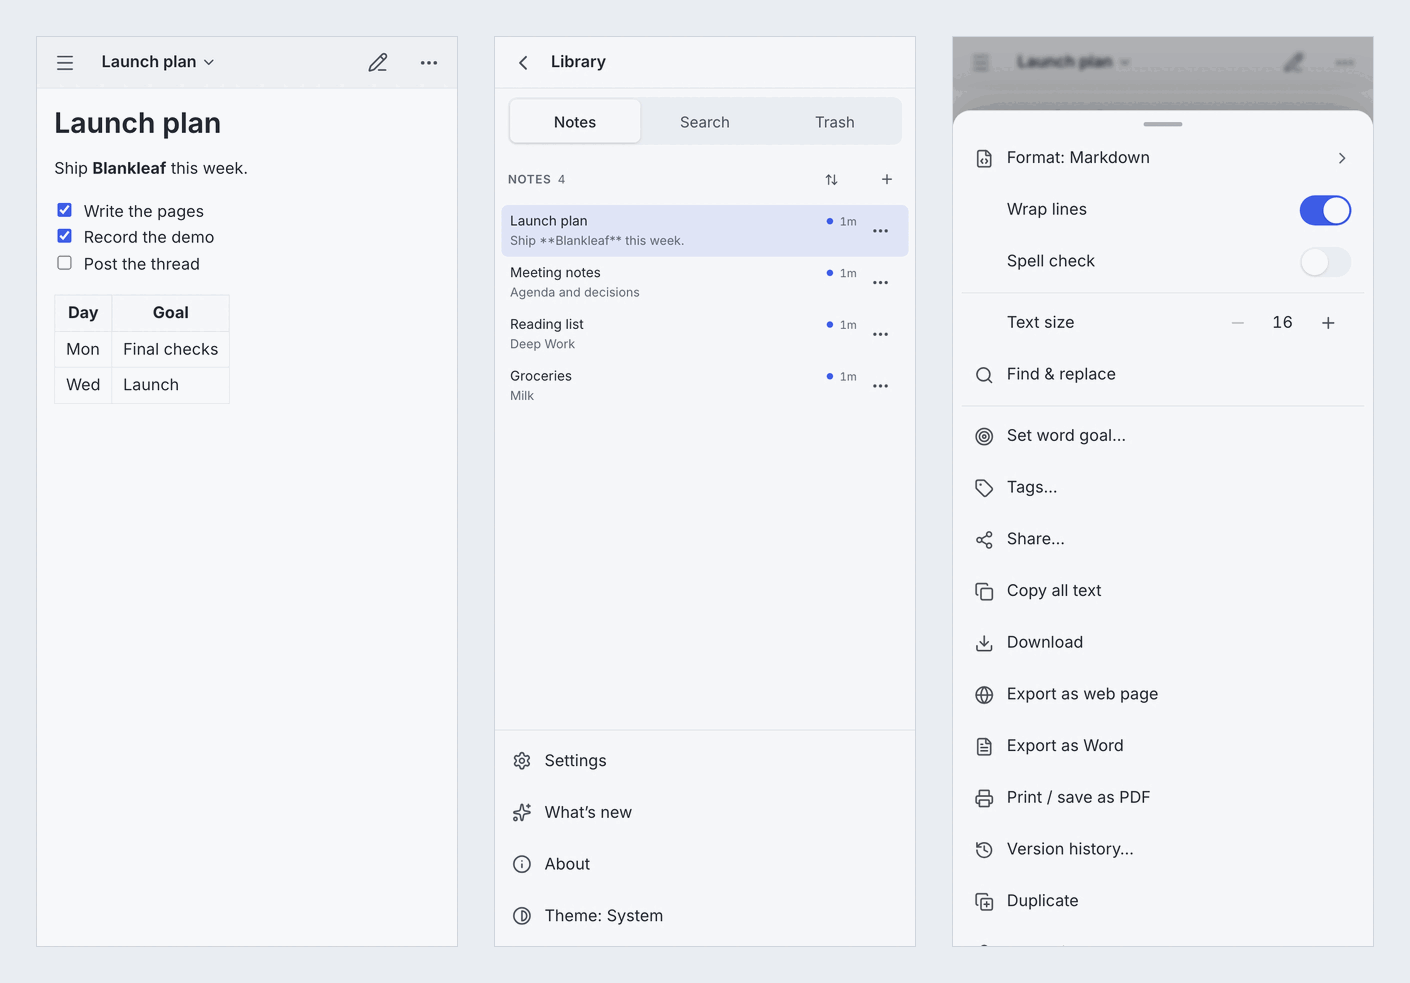 Launch plan
Launch plan
Ship Blankleaf this week.
Write the pages
Record the demo
Post the thread
Day Goal
Mon Final checks
Wed Launch
Library
Notes Search Trash
NOTES 4
Launch plan 1m
Ship **Blankleaf** this week.
Meeting notes 1m
Agenda and decisions
Reading list 1m
Deep Work
Groceries 1m
Milk
Settings
What’s new
About
Theme: System
Launch plan
Format: Markdown
Wrap lines
Spell check
Text size 16
Find & replace
Set word goal…
Tags…
Share…
Copy all text
Download
Export as web page
Export as Word
Print / save as PDF
Version history…
Duplicate